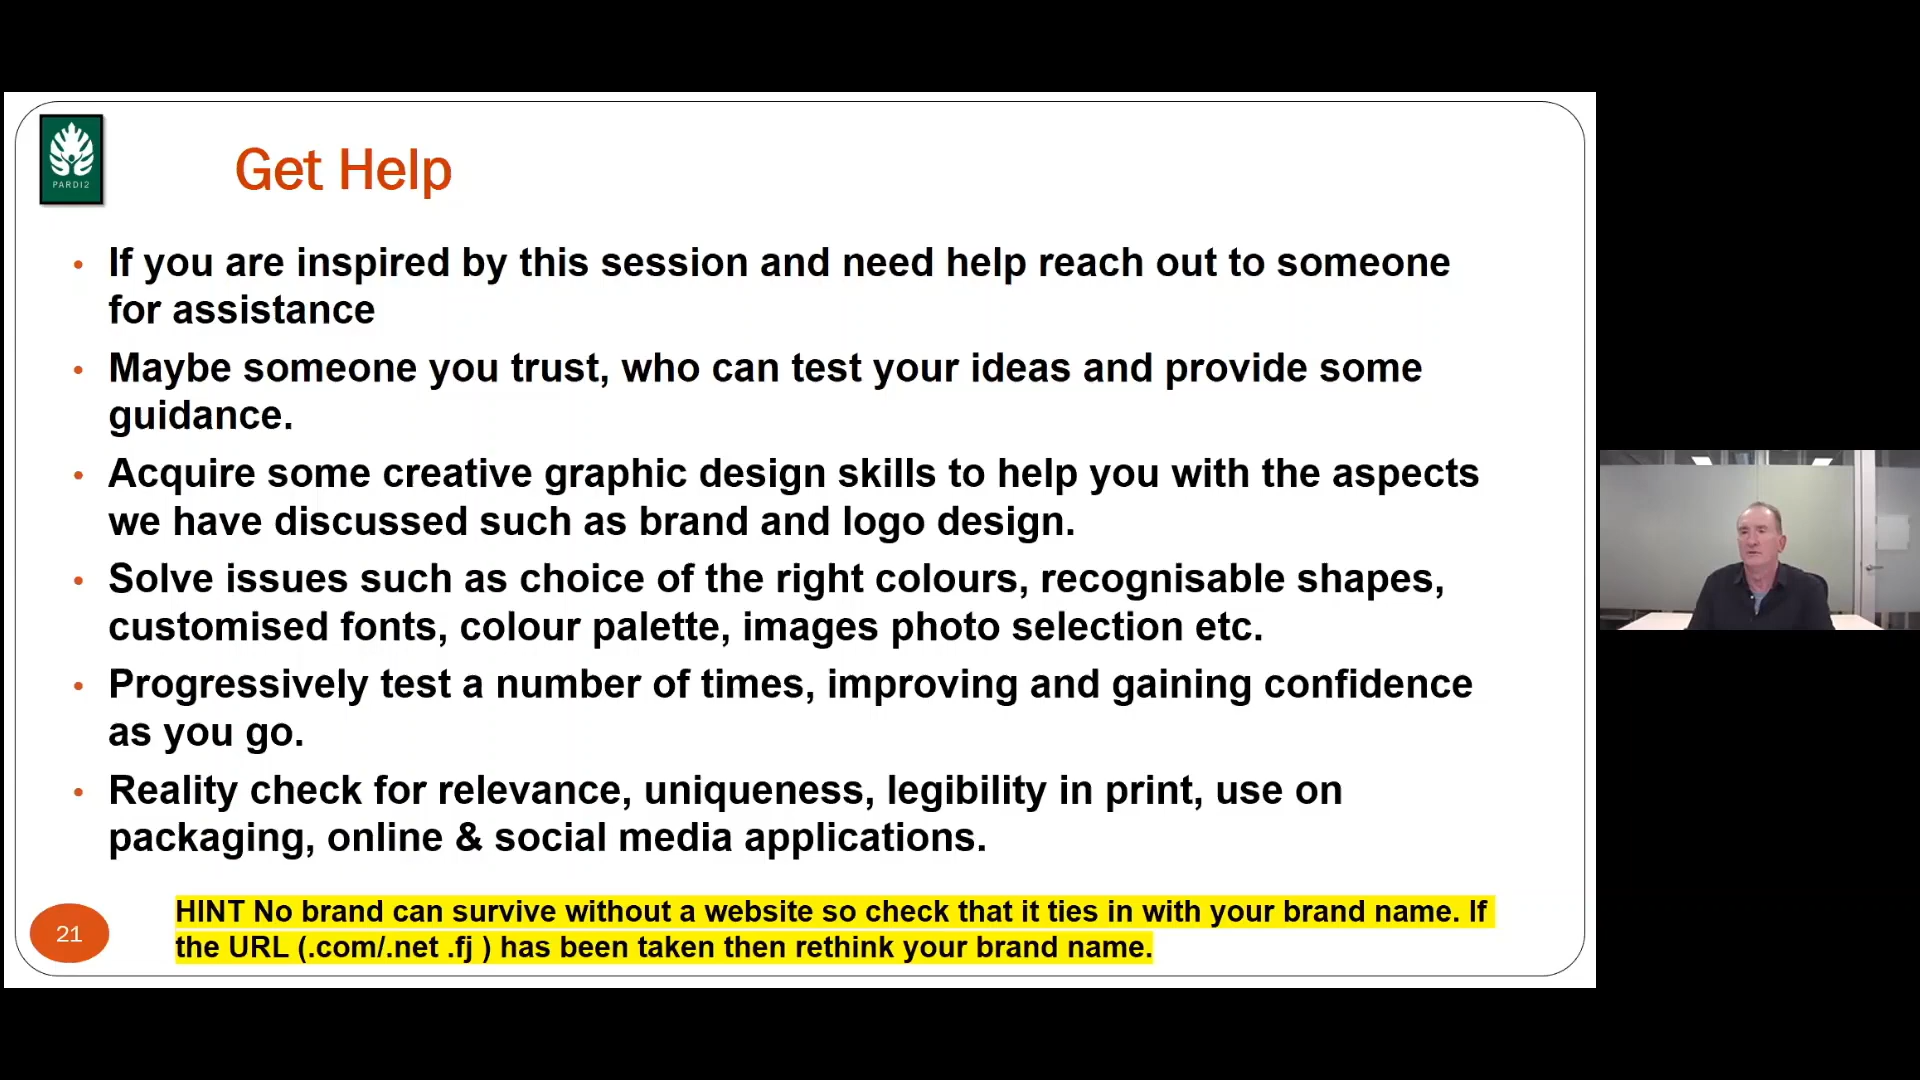 PARDI2
Get Help
• If you are inspired by this session and need help reach out to someone
for assistance
• Maybe someone you trust, who can test your ideas and provide some
guidance.
• Acquire some creative graphic design skills to help you with the aspects
we have discussed such as brand and logo design.
• Solve issues such as choice of the right colours, recognisable shapes,
customised fonts, colour palette, images photo selection etc.
• Progressively test a number of times, improving and gaining confidence
as you go.
• Reality check for relevance, uniqueness, legibility in print, use on
packaging, online & social media applications.
HINT No brand can survive without a website so check that it ties in with your brand name. If
the URL (.com/.net .fj ) has been taken then rethink your brand name.
21